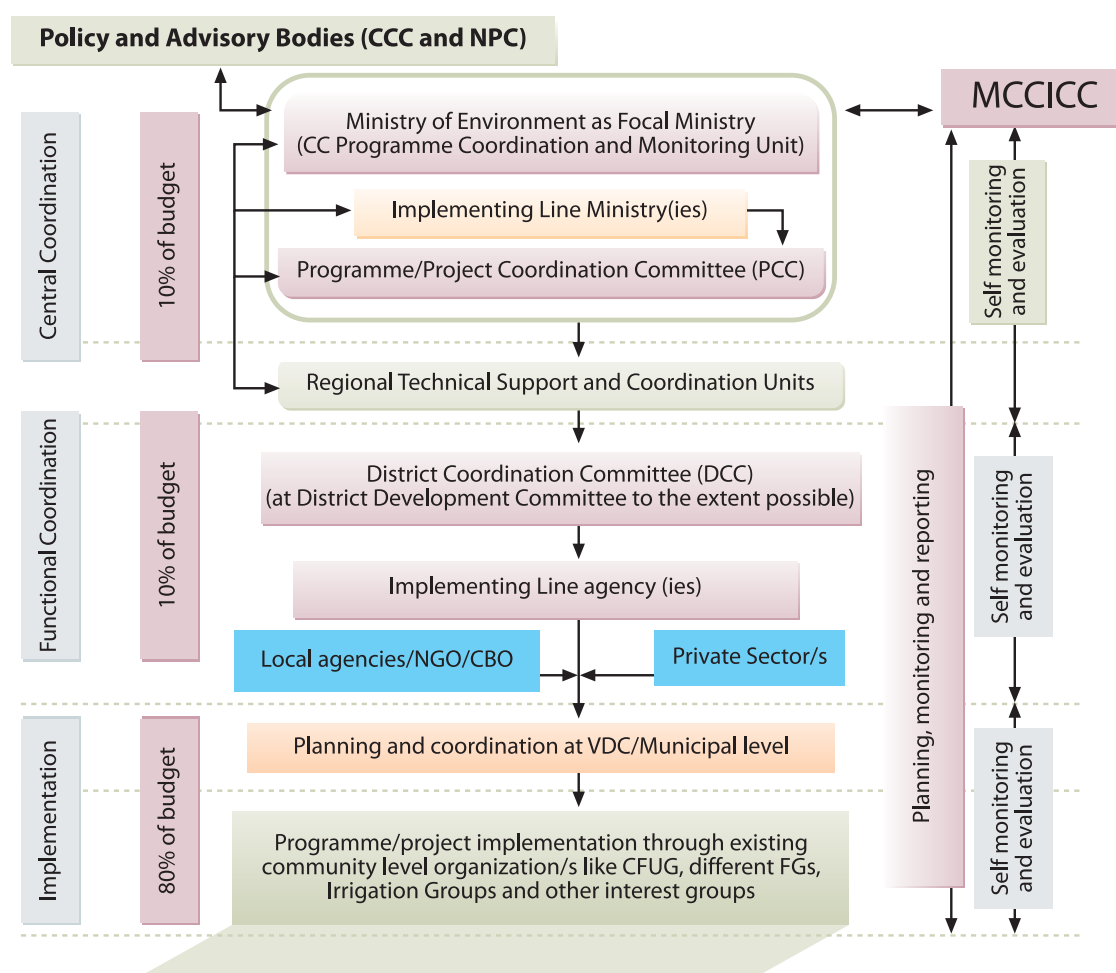 Policy and Advisory Bodies (CCC and NPC)
MCCICC
Central Coordination
10% of budget
Ministry of Environment as Focal Ministry
(CC Programme Coordination and Monitoring Unit)
Implementing Line Ministry(ies)
Programme/Project Coordination Committee (PCC)
Self monitoring
and evaluation
Regional Technical Support and Coordination Units
Functional Coordination
10% of budget
District Coordination Committee (DCC)
(at District Development Committee to the extent possible)
Implementing Line agency (ies)
Local agencies/NGO/CBO
Private Sector/s
Planning, monitoring and reporting
Self monitoring
and evaluation
Implementation
80% of budget
Planning and coordination at VDC/Municipal level
Programme/project implementation through existing
community level organization/s like CFUG, different FGs,
Irrigation Groups and other interest groups
Self monitoring
and evaluation